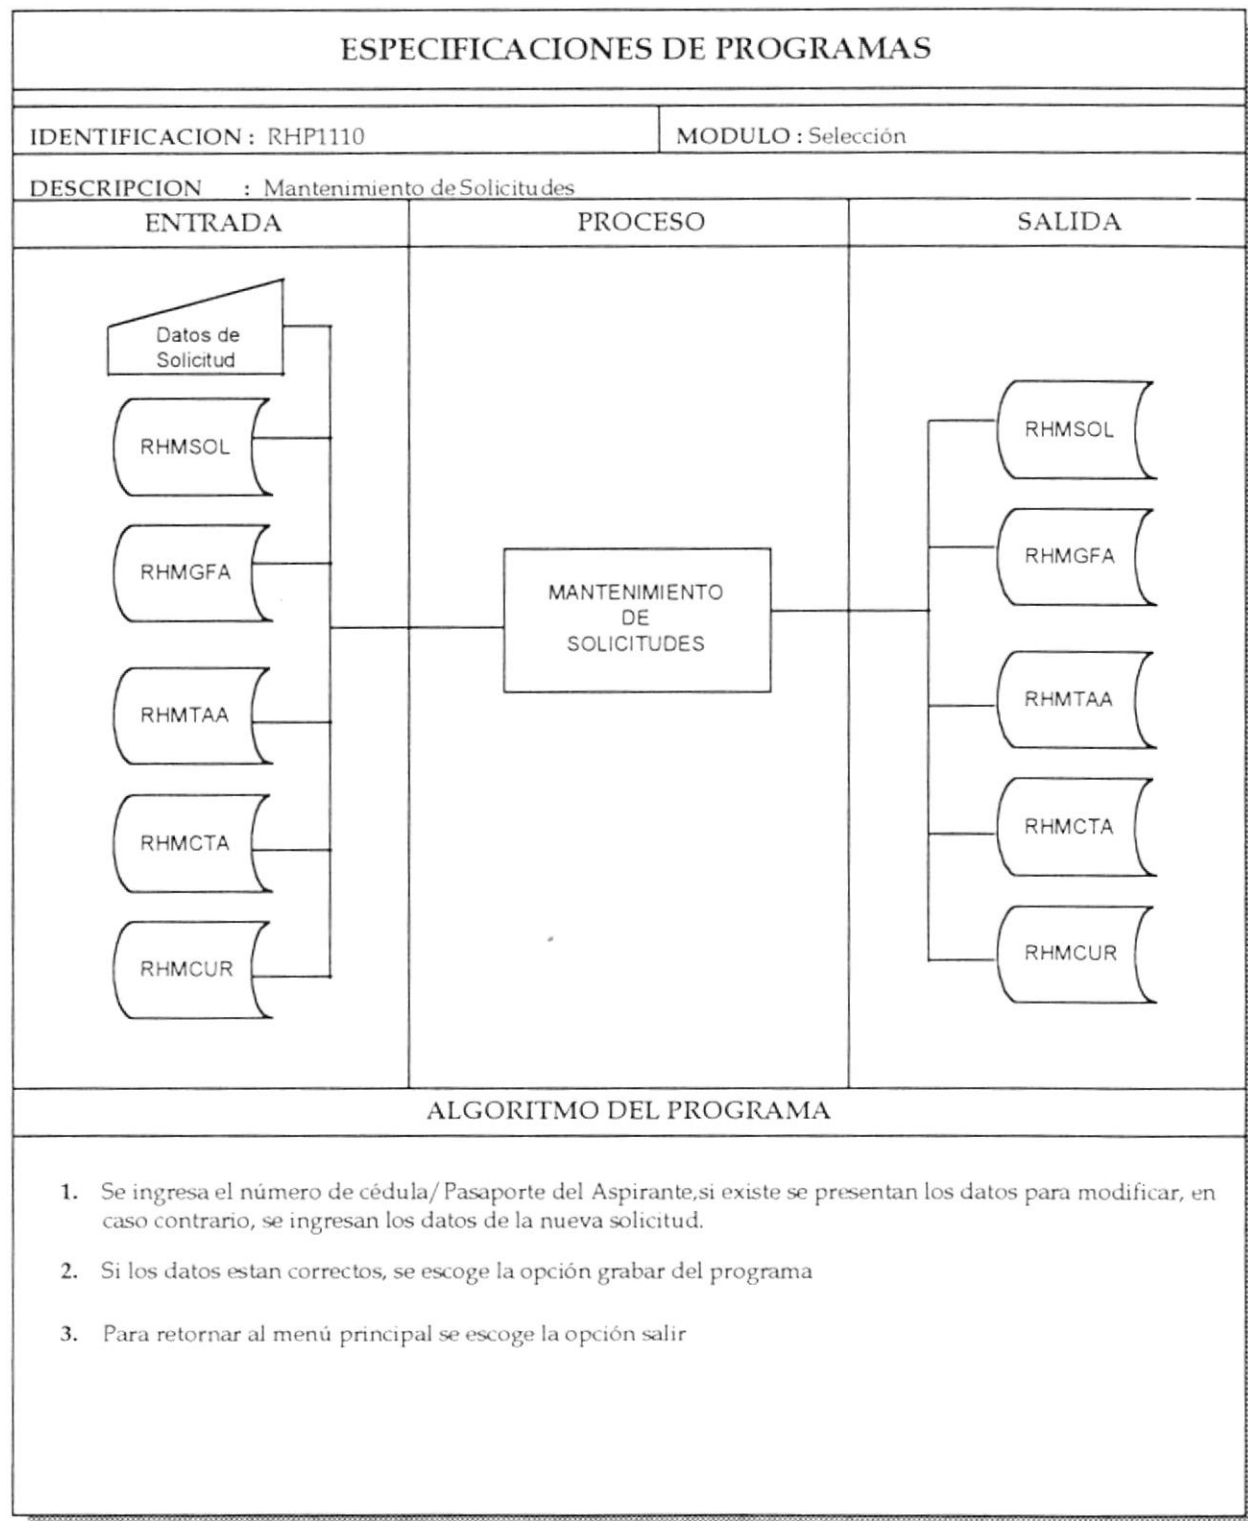 ESPECIFICACIONES DE PROGRAMAS
IDENTIFICACION : RHP1110
MODULO : Selección
DESCRIPCION : Mantenimiento de Solicitudes
ENTRADA
PROCESO
SALIDA
Datos de
Solicitud
RHMSOL
RHMGFA
RHMTAA
RHMCTA
RHMCUR
MANTENIMIENTO
DE
SOLICITUDES
RHMSOL
RHMGFA
RHMTAA
RHMCTA
RHMCUR
ALGORITMO DEL PROGRAMA
1. Se ingresa el número de cédula/ Pasaporte del Aspirante,si existe se presentan los datos para modificar, en
caso contrario, se ingresan los datos de la nueva solicitud.
2. Si los datos estan correctos, se escoge la opción grabar del programa
3. Para retornar al menú principal se escoge la opción salir